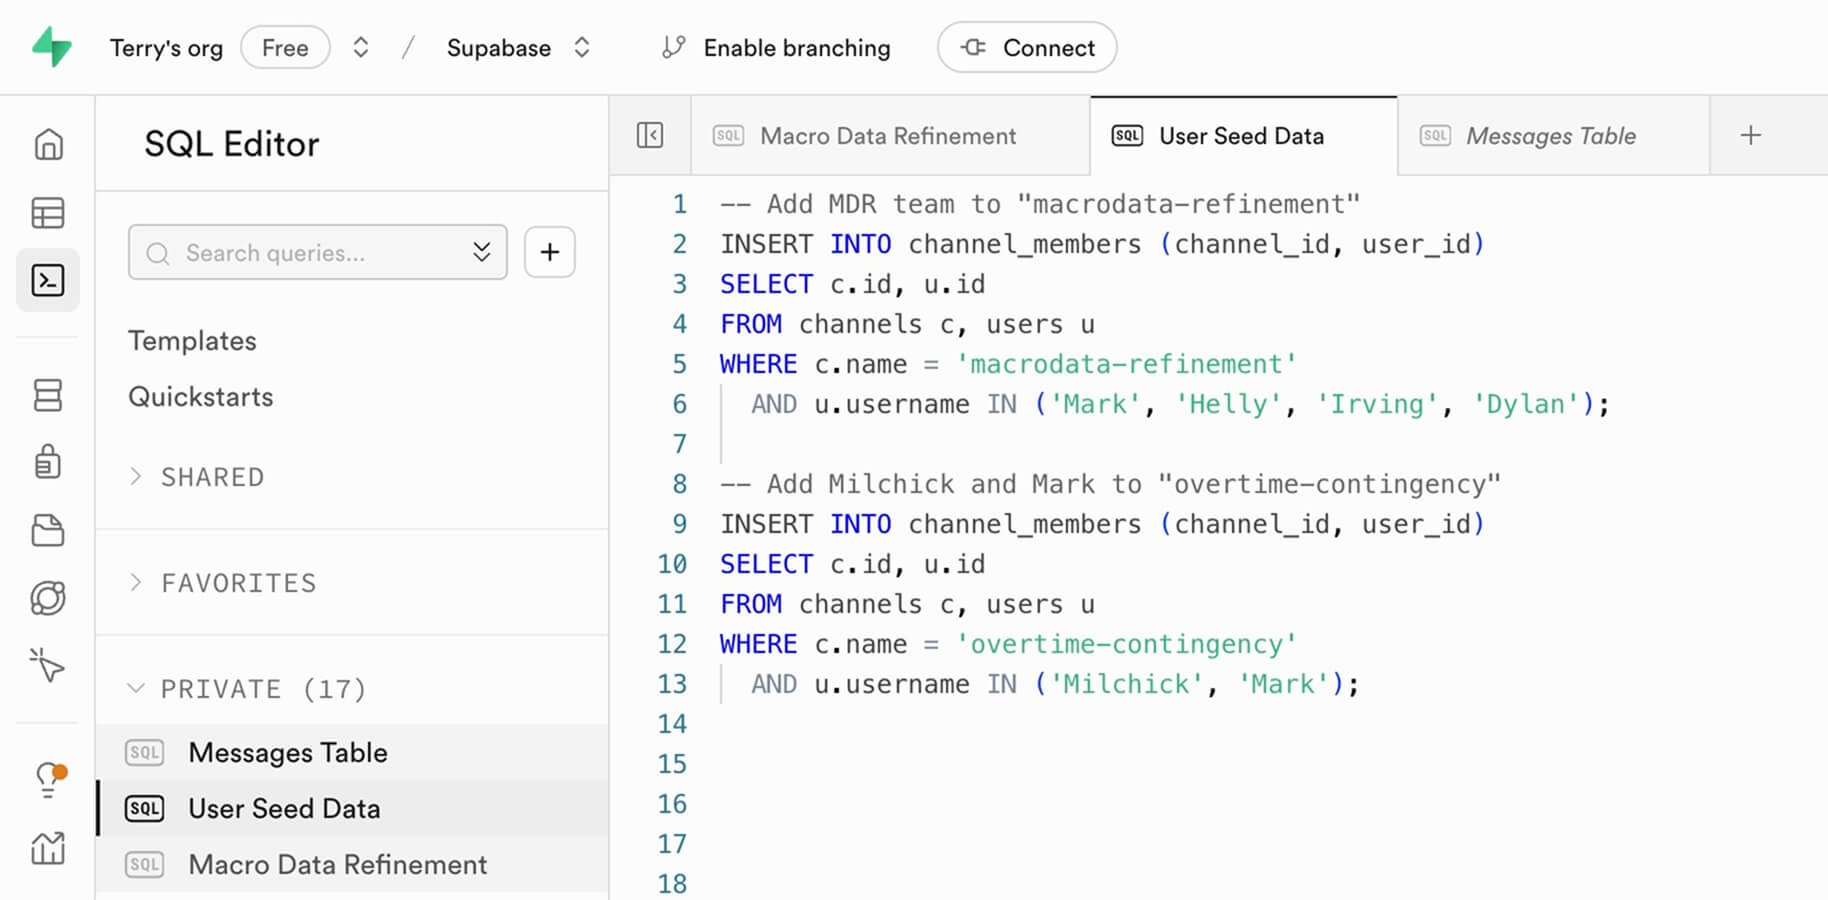 Terry's org Free / Supabase Enable branching Connect
SQL Editor
Search queries...
Templates
Quickstarts
SHARED
FAVORITES
PRIVATE (17)
SQL Messages Table
SQL User Seed Data
SQL Macro Data Refinement
SQL Macro Data Refinement SQL User Seed Data SQL Messages Table
1 -- Add MDR team to "macrodata-refinement"
2 INSERT INTO channel_members (channel_id, user_id)
3 SELECT c.id, u.id
4 FROM channels c, users u
5 WHERE c.name = 'macrodata-refinement'
6 AND u.username IN ('Mark', 'Helly', 'Irving', 'Dylan');
7
8 -- Add Milchick and Mark to "overtime-contingency"
9 INSERT INTO channel_members (channel_id, user_id)
10 SELECT c.id, u.id
11 FROM channels c, users u
12 WHERE c.name = 'overtime-contingency'
13 AND u.username IN ('Milchick', 'Mark');
14
15
16
17
18